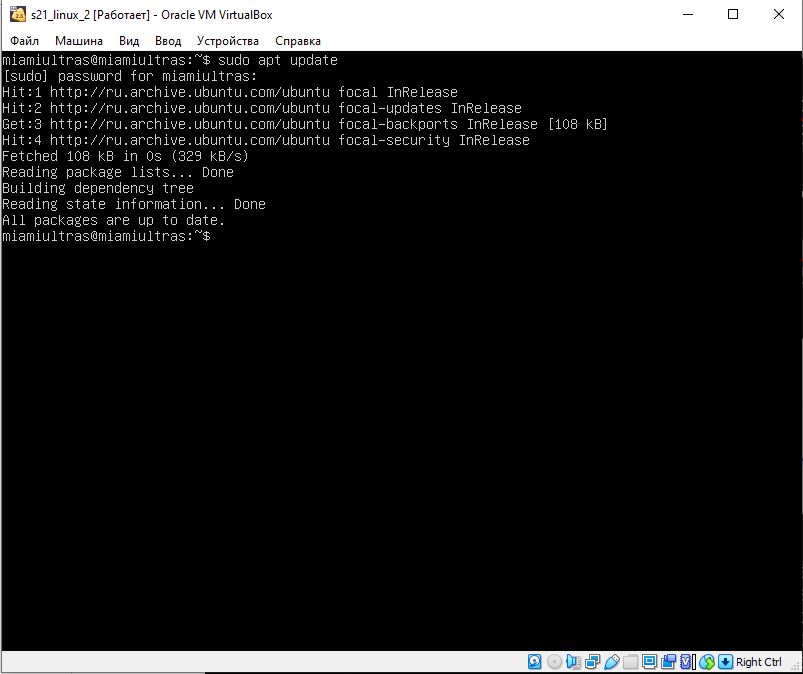 s21_linux_2 [Работает] - Oracle VM VirtualBox
Файл Машина Вид Ввод Устройства Справка
miamiultras@miamiultras:~$ sudo apt update
[sudo] password for miamiultras:
Hit:1 http://ru.archive.ubuntu.com/ubuntu focal InRelease
Hit:2 http://ru.archive.ubuntu.com/ubuntu focal-updates InRelease
Get:3 http://ru.archive.ubuntu.com/ubuntu focal-backports InRelease [108 kB]
Hit:4 http://ru.archive.ubuntu.com/ubuntu focal-security InRelease
Fetched 108 kB in 0s (329 kB/s)
Reading package lists... Done
Building dependency tree
Reading state information... Done
All packages are up to date.
miamiultras@miamiultras:~$
Right Ctrl